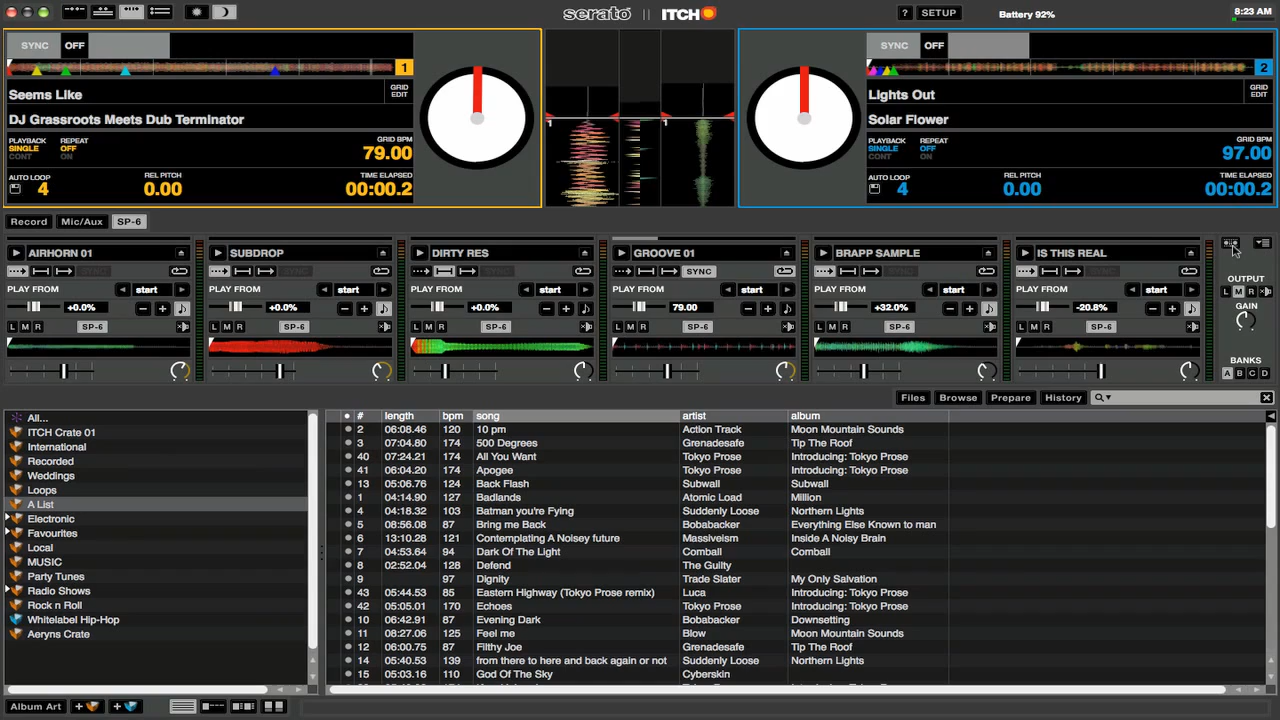 serato ITCH
? SETUP
Battery 92%
8:23 AM
SYNC OFF
1
Seems Like
GRID EDIT
DJ Grassroots Meets Dub Terminator
PLAYBACK SINGLE CONT
REPEAT OFF ON
GRID BPM 79.00
AUTO LOOP 4
REL PITCH 0.00
TIME ELAPSED 00:00.2
1
1
SYNC OFF
2
Lights Out
GRID EDIT
Solar Flower
PLAYBACK SINGLE CONT
REPEAT OFF ON
GRID BPM 97.00
AUTO LOOP 4
REL PITCH 0.00
TIME ELAPSED 00:00.2
Record Mic/Aux SP-6
AIRHORN 01
SYNC
PLAY FROM start
+0.0%
L M R SP-6
SUBDROP
SYNC
PLAY FROM start
+0.0%
L M R SP-6
DIRTY RES
SYNC
PLAY FROM start
+0.0%
L M R SP-6
GROOVE 01
SYNC
PLAY FROM start
79.00
L M R SP-6
BRAPP SAMPLE
SYNC
PLAY FROM start
+32.0%
L M R SP-6
IS THIS REAL
SYNC
PLAY FROM start
-20.8%
L M R SP-6
OUTPUT
L M R
GAIN
BANKS
A B C D
Files Browse Prepare History
All...
ITCH Crate 01
International
Recorded
Weddings
Loops
A List
Electronic
Favourites
Local
MUSIC
Party Tunes
Radio Shows
Rock n Roll
Whitelabel Hip-Hop
Aeryns Crate
# length bpm song artist album
2 06:08.46 120 10 pm Action Track Moon Mountain Sounds
3 07:04.80 174 500 Degrees Grenadesafe Tip The Roof
40 07:24.21 174 All You Want Tokyo Prose Introducing: Tokyo Prose
41 06:04.20 174 Apogee Tokyo Prose Introducing: Tokyo Prose
13 05:06.76 124 Back Flash Subwall Subwall
1 04:14.90 127 Badlands Atomic Load Million
4 04:18.32 103 Batman you're Fying Suddenly Loose Northern Lights
5 08:56.08 87 Bring me Back Bobabacker Everything Else Known to man
6 13:10.28 121 Contemplating A Noisey future Massiveism Inside A Noisy Brain
7 04:53.64 94 Dark Of The Light Comball Comball
8 02:52.04 128 Defend The Guilty
9 97 Dignity Trade Slater My Only Salvation
43 05:44.53 85 Eastern Highway (Tokyo Prose remix) Luca Introducing: Tokyo Prose
42 05:05.01 170 Echoes Tokyo Prose Introducing: Tokyo Prose
10 06:42.91 87 Evening Dark Bobabacker Downsetting
11 08:27.06 125 Feel me Blow Moon Mountain Sounds
12 06:00.75 87 Filthy Joe Grenadesafe Tip The Roof
14 05:40.53 139 from there to here and back again or not Suddenly Loose Northern Lights
15 05:03.16 110 God Of The Sky Cyberskin
Album Art